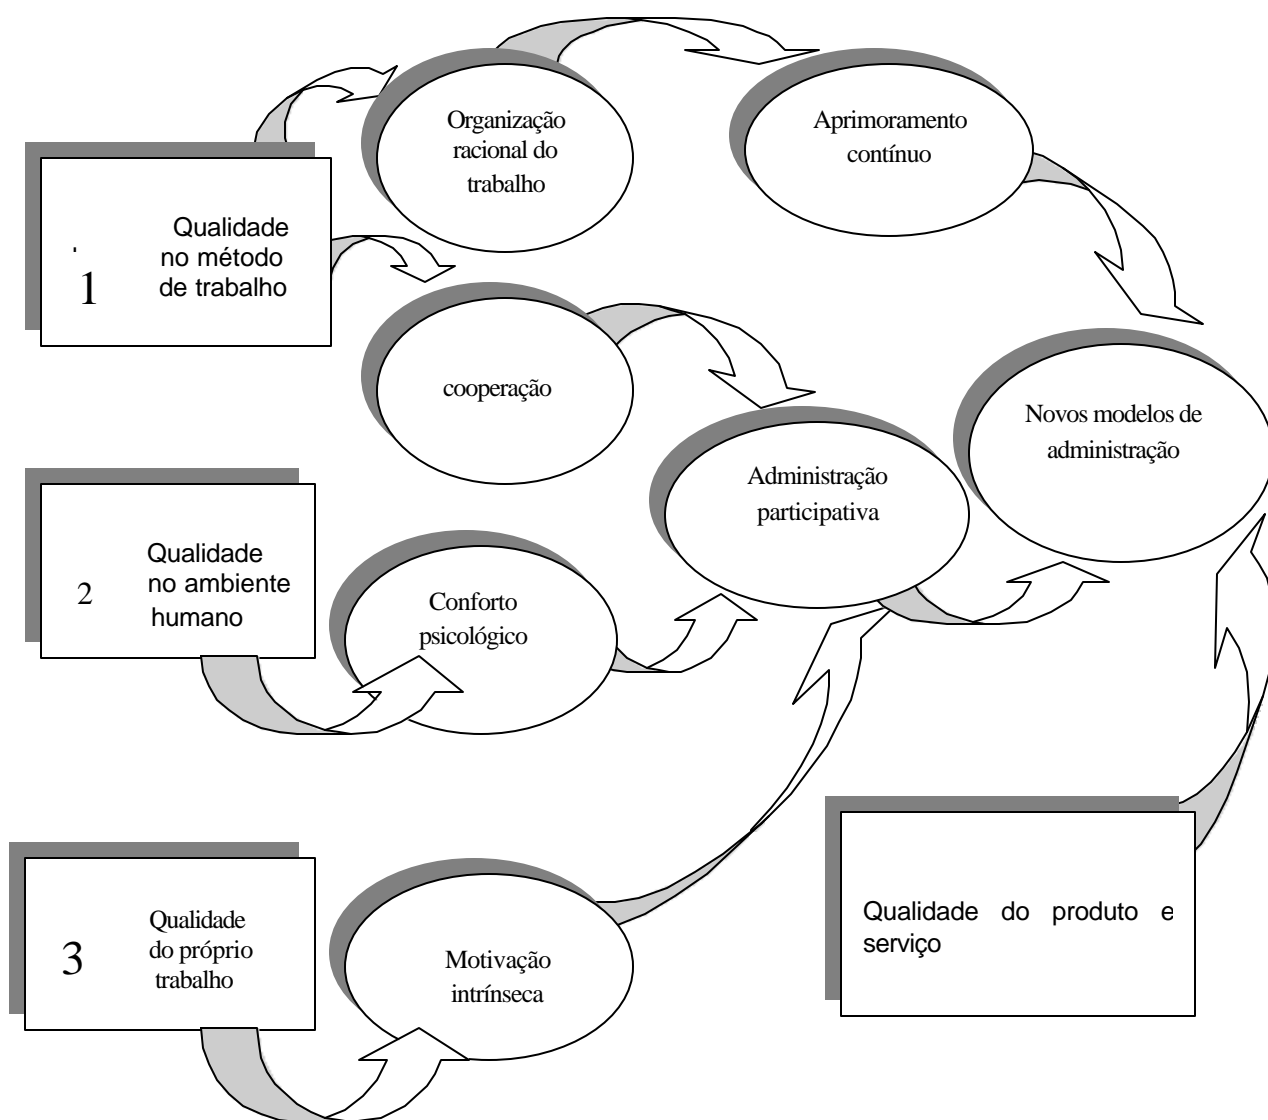 Organização
racional do
trabalho
Aprimoramento
contínuo
1
Qualidade
no método
de trabalho
cooperação
Novos modelos de
administração
Administração
participativa
2
Qualidade
no ambiente
humano
Conforto
psicológico
3
Qualidade
do próprio
trabalho
Motivação
intrínseca
Qualidade do produto e
serviço